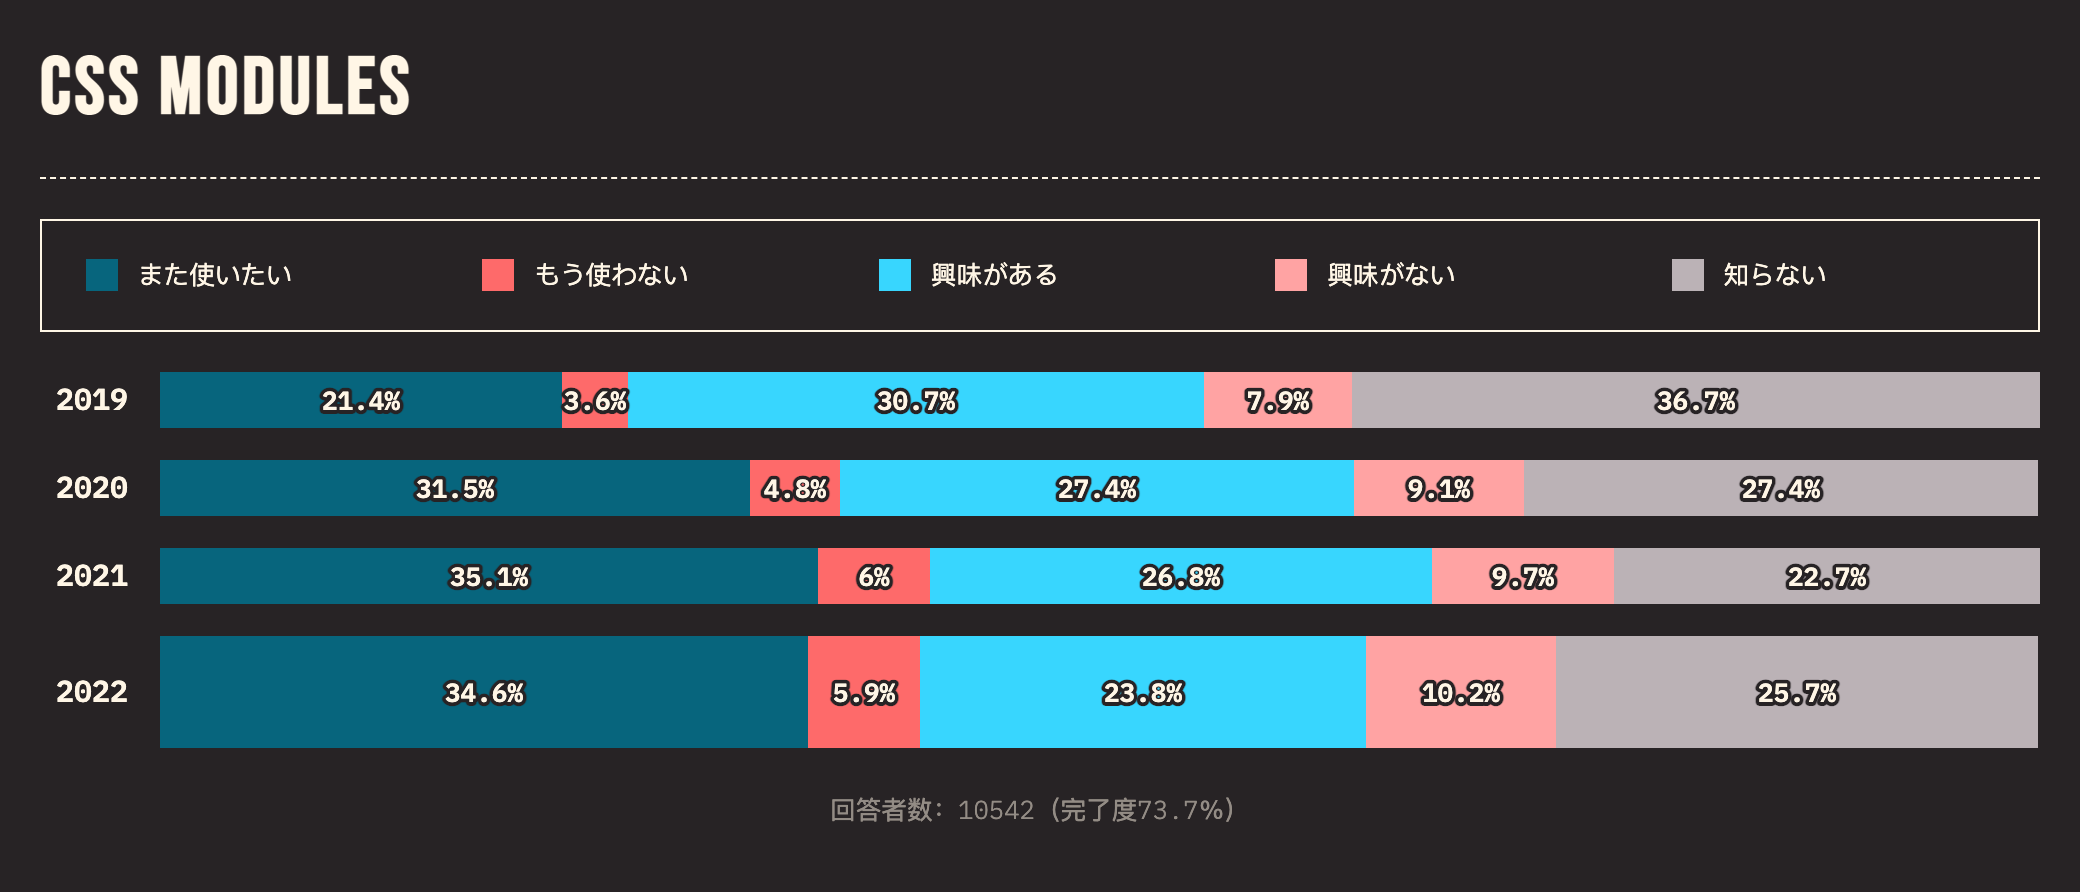 CSS MODULES
また使いたい もう使わない 興味がある 興味がない 知らない
2019 21.4% 3.6% 30.7% 7.9% 36.7%
2020 31.5% 4.8% 27.4% 9.1% 27.4%
2021 35.1% 6% 26.8% 9.7% 22.7%
2022 34.6% 5.9% 23.8% 10.2% 25.7%
回答者数: 10542 (完了度73.7%)